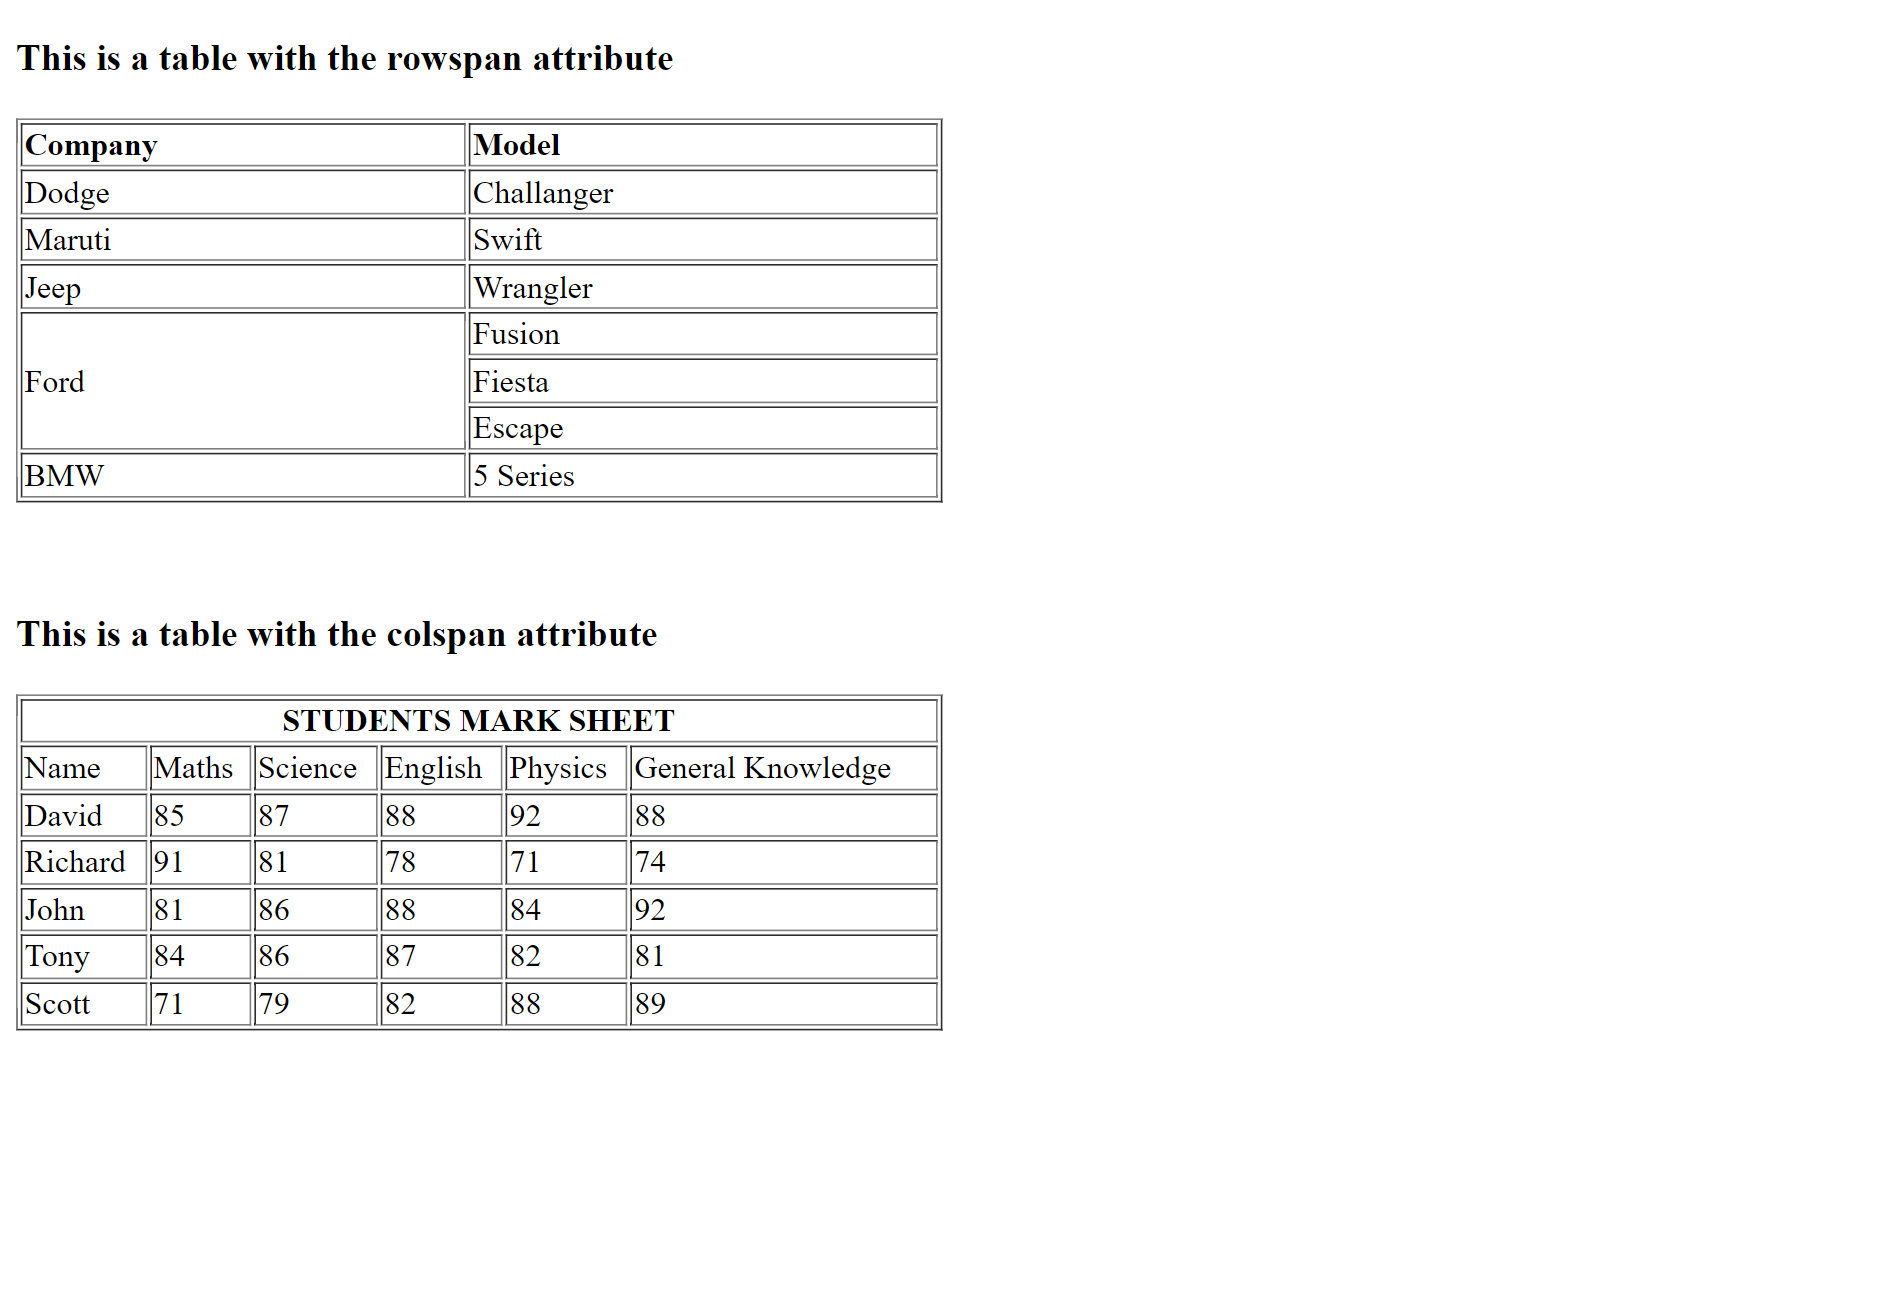 This is a table with the rowspan attribute
Company Model
Dodge Challanger
Maruti Swift
Jeep Wrangler
Ford Fusion
Fiesta
Escape
BMW 5 Series
This is a table with the colspan attribute
STUDENTS MARK SHEET
Name Maths Science English Physics General Knowledge
David 85 87 88 92 88
Richard 91 81 78 71 74
John 81 86 88 84 92
Tony 84 86 87 82 81
Scott 71 79 82 88 89